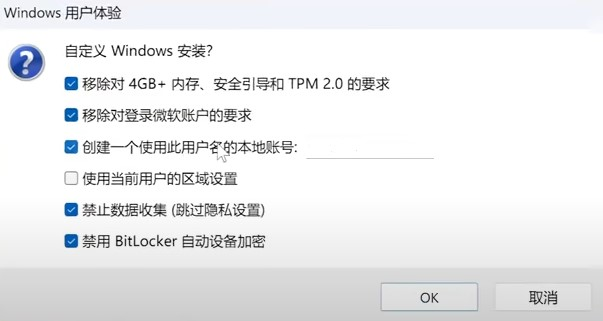 Windows 用户体验
自定义 Windows 安装?
移除对 4GB+ 内存、安全引导和 TPM 2.0 的要求
移除对登录微软账户的要求
创建一个使用此用户名的本地账号:
使用当前用户的区域设置
禁止数据收集 (跳过隐私设置)
禁用 BitLocker 自动设备加密
OK
取消